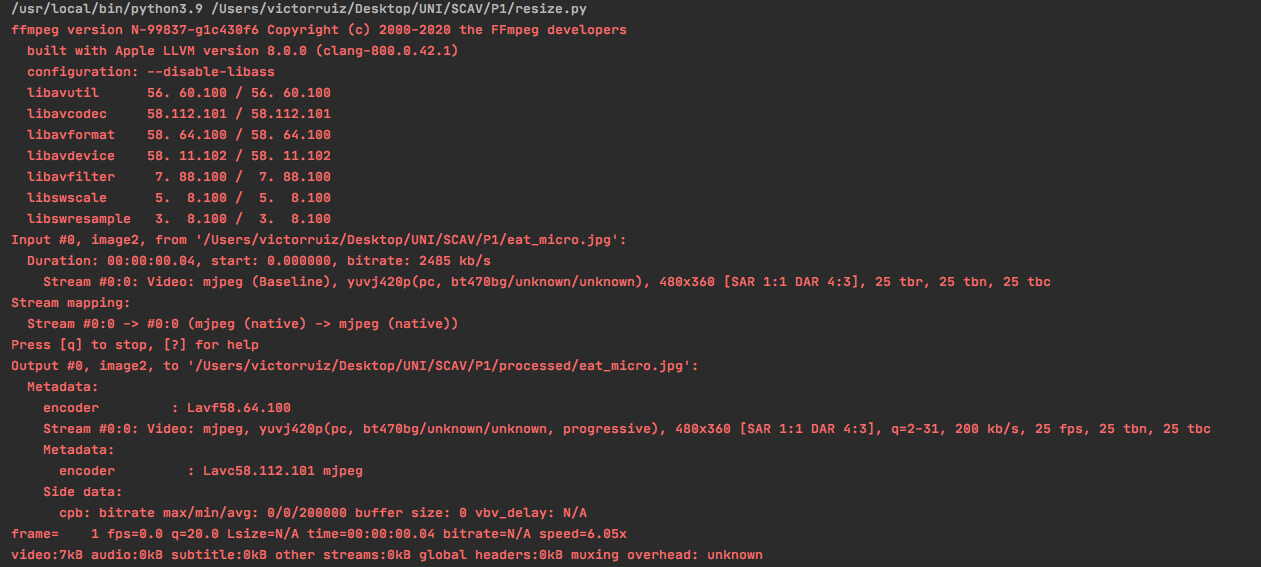 /usr/local/bin/python3.9 /Users/victorruiz/Desktop/UNI/SCAV/P1/resize.py
ffmpeg version N-99837-g1c430f6 Copyright (c) 2000-2020 the FFmpeg developers
  built with Apple LLVM version 8.0.0 (clang-800.0.42.1)
  configuration: --disable-libass
  libavutil      56. 60.100 / 56. 60.100
  libavcodec     58.112.101 / 58.112.101
  libavformat    58. 64.100 / 58. 64.100
  libavdevice    58. 11.102 / 58. 11.102
  libavfilter     7. 88.100 /  7. 88.100
  libswscale      5.  8.100 /  5.  8.100
  libswresample   3.  8.100 /  3.  8.100
Input #0, image2, from '/Users/victorruiz/Desktop/UNI/SCAV/P1/eat_micro.jpg':
  Duration: 00:00:00.04, start: 0.000000, bitrate: 2485 kb/s
    Stream #0:0: Video: mjpeg (Baseline), yuvj420p(pc, bt470bg/unknown/unknown), 480x360 [SAR 1:1 DAR 4:3], 25 tbr, 25 tbn, 25 tbc
Stream mapping:
  Stream #0:0 -> #0:0 (mjpeg (native) -> mjpeg (native))
Press [q] to stop, [?] for help
Output #0, image2, to '/Users/victorruiz/Desktop/UNI/SCAV/P1/processed/eat_micro.jpg':
  Metadata:
    encoder         : Lavf58.64.100
    Stream #0:0: Video: mjpeg, yuvj420p(pc, bt470bg/unknown/unknown, progressive), 480x360 [SAR 1:1 DAR 4:3], q=2-31, 200 kb/s, 25 fps, 25 tbn, 25 tbc
    Metadata:
      encoder         : Lavc58.112.101 mjpeg
    Side data:
      cpb: bitrate max/min/avg: 0/0/200000 buffer size: 0 vbv_delay: N/A
frame=    1 fps=0.0 q=20.0 Lsize=N/A time=00:00:00.04 bitrate=N/A speed=6.05x
video:7kB audio:0kB subtitle:0kB other streams:0kB global headers:0kB muxing overhead: unknown